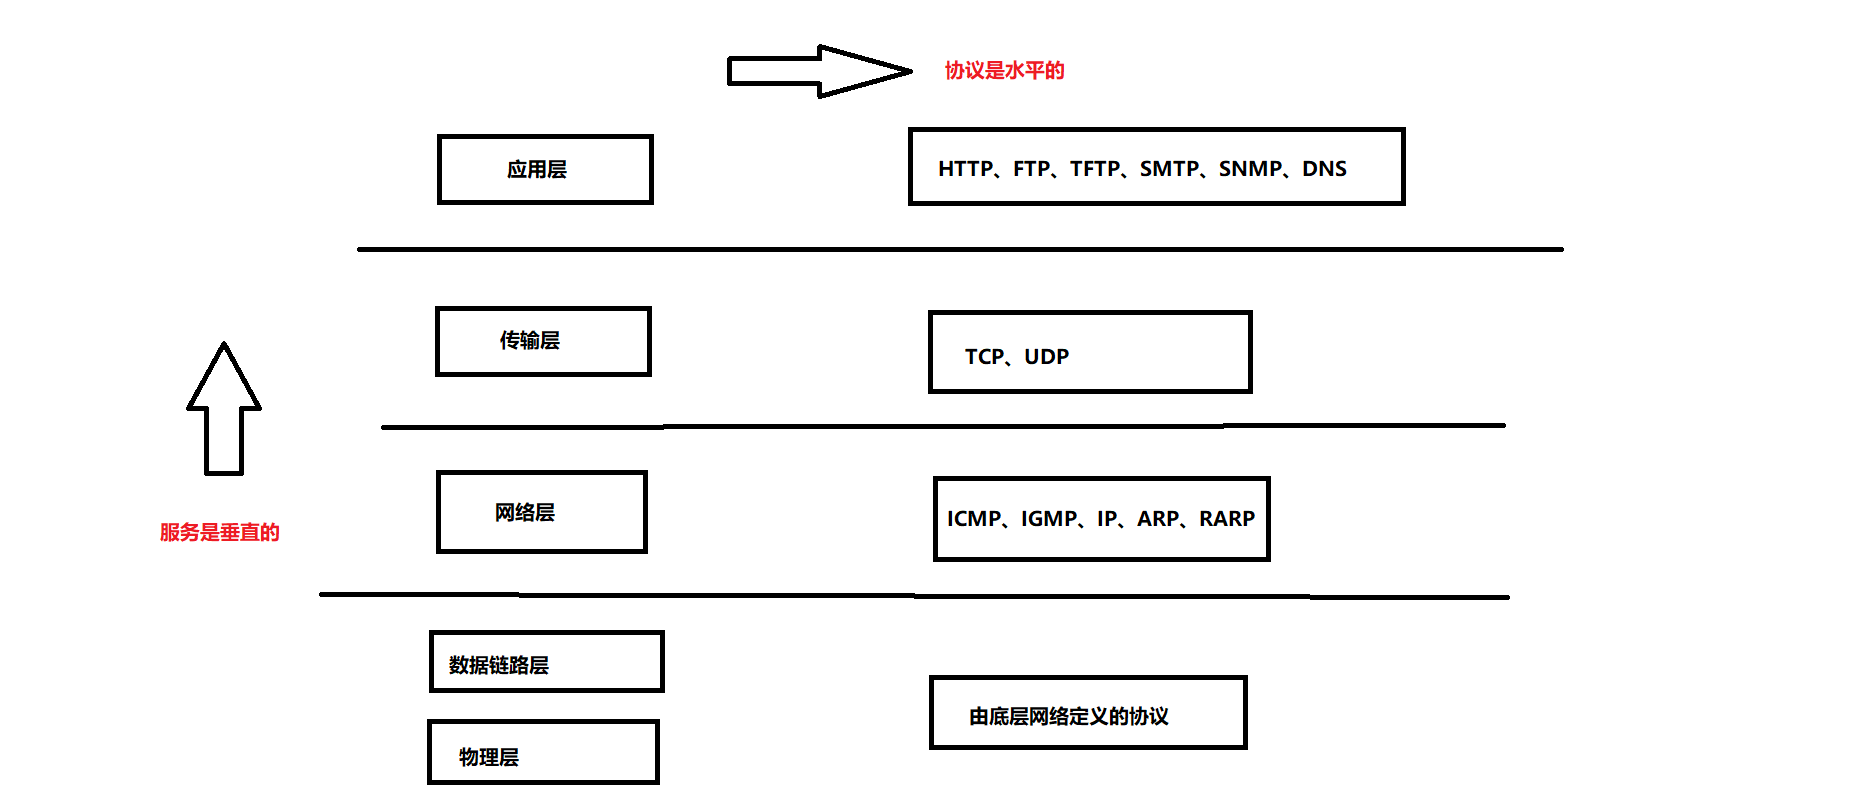 协议是水平的
应用层
HTTP、FTP、TFTP、SMTP、SNMP、DNS
传输层
TCP、UDP
服务是垂直的
网络层
ICMP、IGMP、IP、ARP、RARP
数据链路层
由底层网络定义的协议
物理层